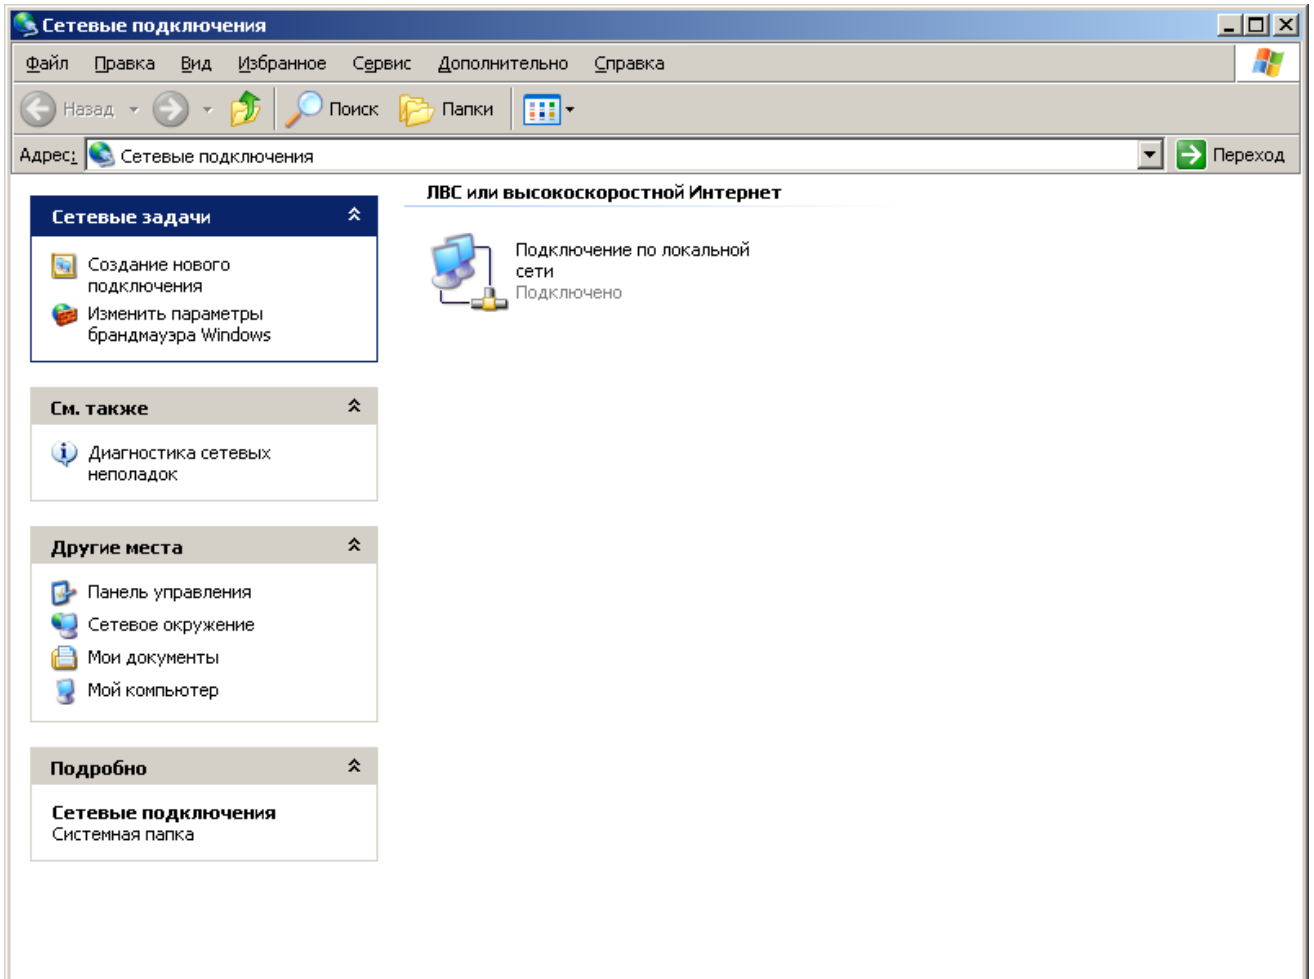 Сетевые подключения
Файл Правка Вид Избранное Сервис Дополнительно Справка
Назад Поиск Папки
Адрес: Сетевые подключения Переход
Сетевые задачи
Создание нового
подключения
Изменить параметры
брандмауэра Windows
См. также
Диагностика сетевых
неполадок
Другие места
Панель управления
Сетевое окружение
Мои документы
Мой компьютер
Подробно
Сетевые подключения
Системная папка
ЛВС или высокоскоростной Интернет
Подключение по локальной
сети
Подключено